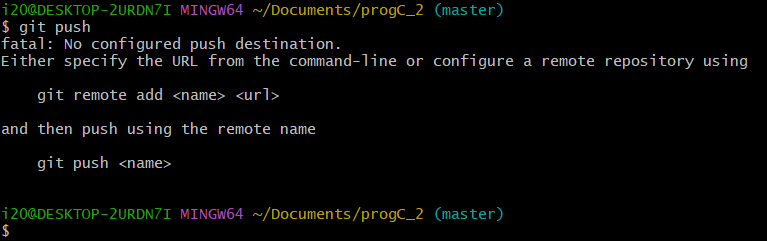 i20@DESKTOP-2URDN7I MINGW64 ~/Documents/progC_2 (master)
$ git push
fatal: No configured push destination.
Either specify the URL from the command-line or configure a remote repository using

    git remote add <name> <url>

and then push using the remote name

    git push <name>

i20@DESKTOP-2URDN7I MINGW64 ~/Documents/progC_2 (master)
$